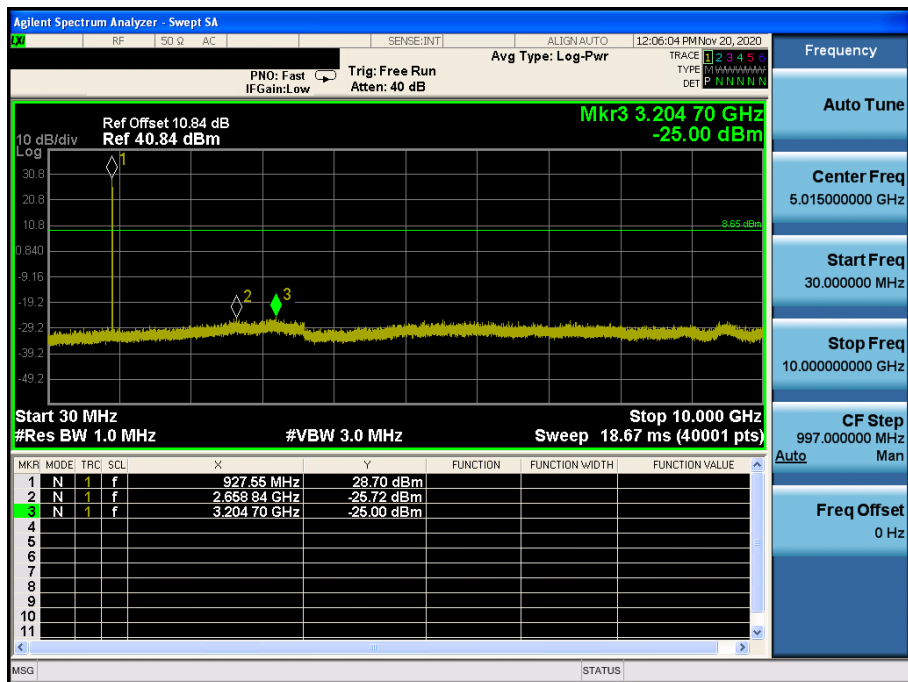 Agilent Spectrum Analyzer - Swept SA
LXI RF 50 Ω AC SENSE:INT ALIGN AUTO 12:06:04 PM Nov 20, 2020
Frequency
PNO: Fast Trig: Free Run Avg Type: Log-Pwr TRACE 1 2 3 4 5 6
IFGain:Low Atten: 40 dB TYPE MWWWWW
DET P N N N N N
Auto Tune
Mkr3 3.204 70 GHz
Ref Offset 10.84 dB -25.00 dBm
10 dB/div Ref 40.84 dBm
Log
1
30.8
20.8
10.8
8.65 dBm
0.840
-9.16
-19.2
2 3
-29.2
-39.2
-49.2
Start 30 MHz Stop 10.000 GHz
#Res BW 1.0 MHz #VBW 3.0 MHz Sweep 18.67 ms (40001 pts)
Center Freq
5.015000000 GHz
Start Freq
30.000000 MHz
Stop Freq
10.000000000 GHz
CF Step
997.000000 MHz
Auto Man
Freq Offset
0 Hz
MKR MODE TRC SCL X Y FUNCTION FUNCTION WIDTH FUNCTION VALUE
1 N 1 f 927.55 MHz 28.70 dBm
2 N 1 f 2.658 84 GHz -25.72 dBm
3 N 1 f 3.204 70 GHz -25.00 dBm
4
5
6
7
8
9
10
11
MSG STATUS